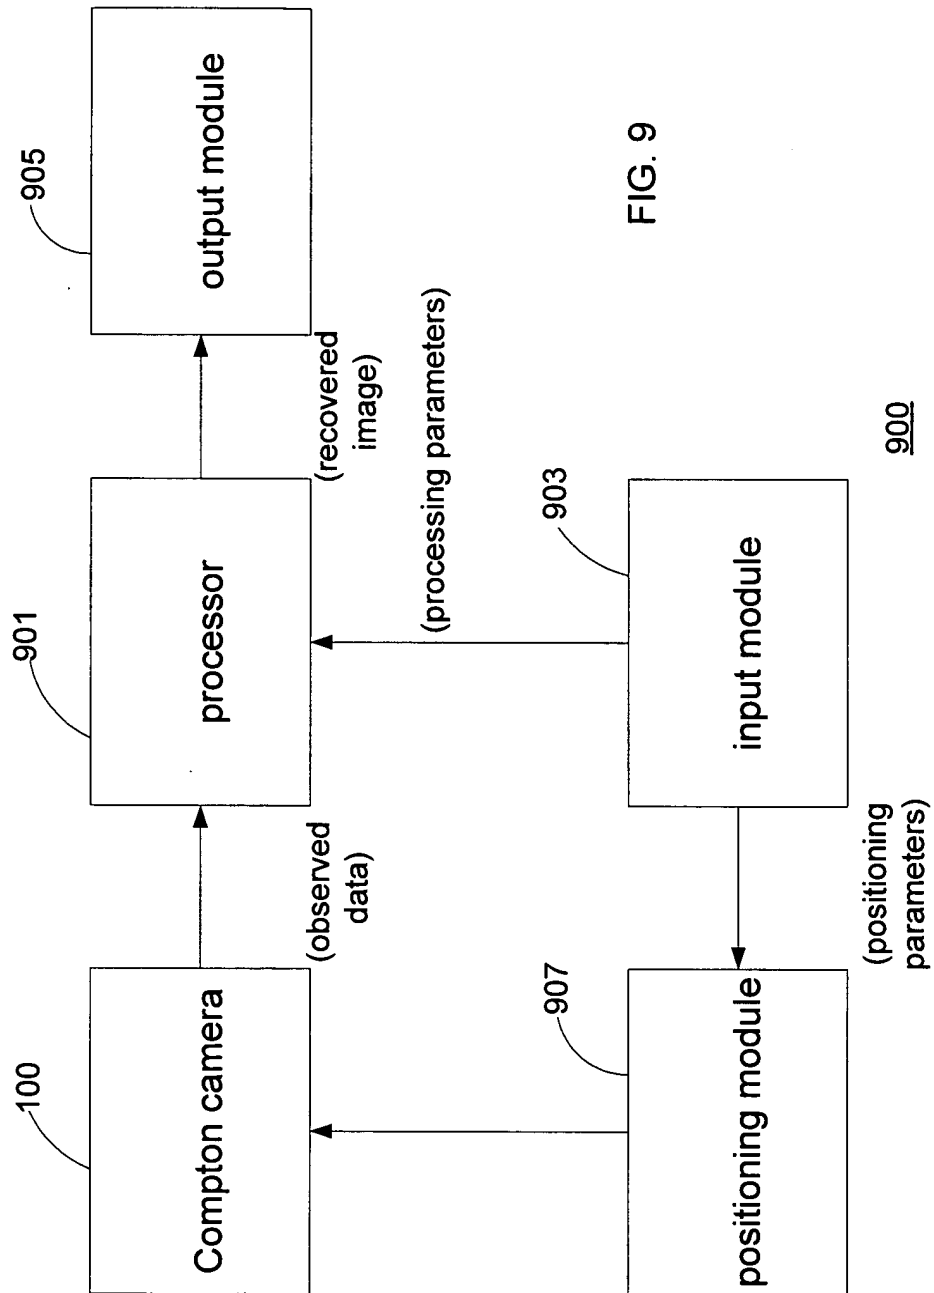 100
901
905
Compton camera
processor
output module
(observed
data)
(recovered
image)
(processing parameters)
FIG. 9
907
903
positioning module
input module
(positioning
parameters)
900